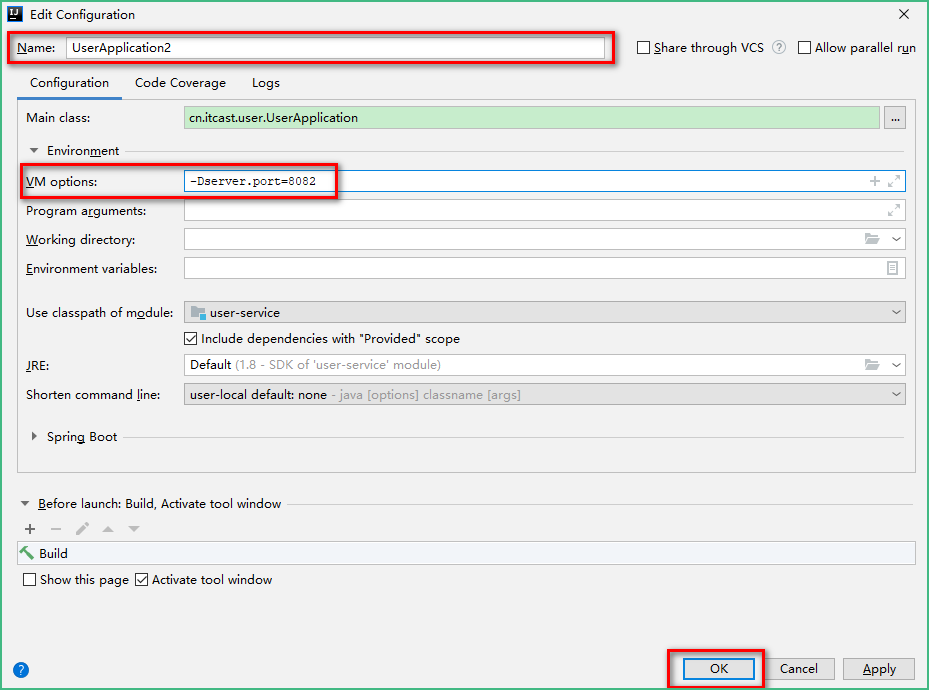 Edit Configuration
Name: UserApplication2
Share through VCS ? Allow parallel run
Configuration Code Coverage Logs
Main class: cn.itcast.user.UserApplication ...
Environment
VM options: -Dserver.port=8082
Program arguments:
Working directory:
Environment variables:
Use classpath of module: user-service
Include dependencies with "Provided" scope
JRE: Default (1.8 - SDK of 'user-service' module)
Shorten command line: user-local default: none - java [options] classname [args]
Spring Boot
Before launch: Build, Activate tool window
Build
Show this page Activate tool window
? OK Cancel Apply